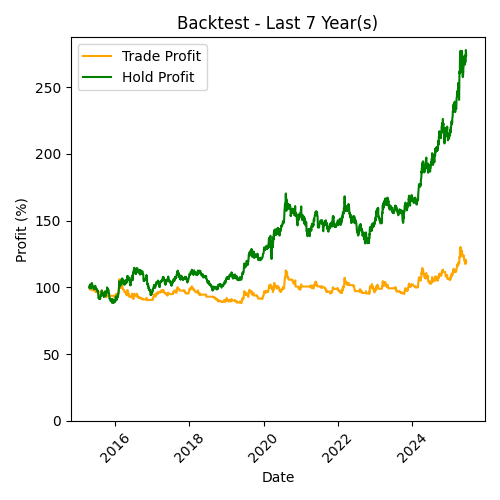 Backtest - Last 7 Year(s)
Trade Profit
Hold Profit
Profit (%)
250
200
150
100
50
0
2016
2018
2020
2022
2024
Date